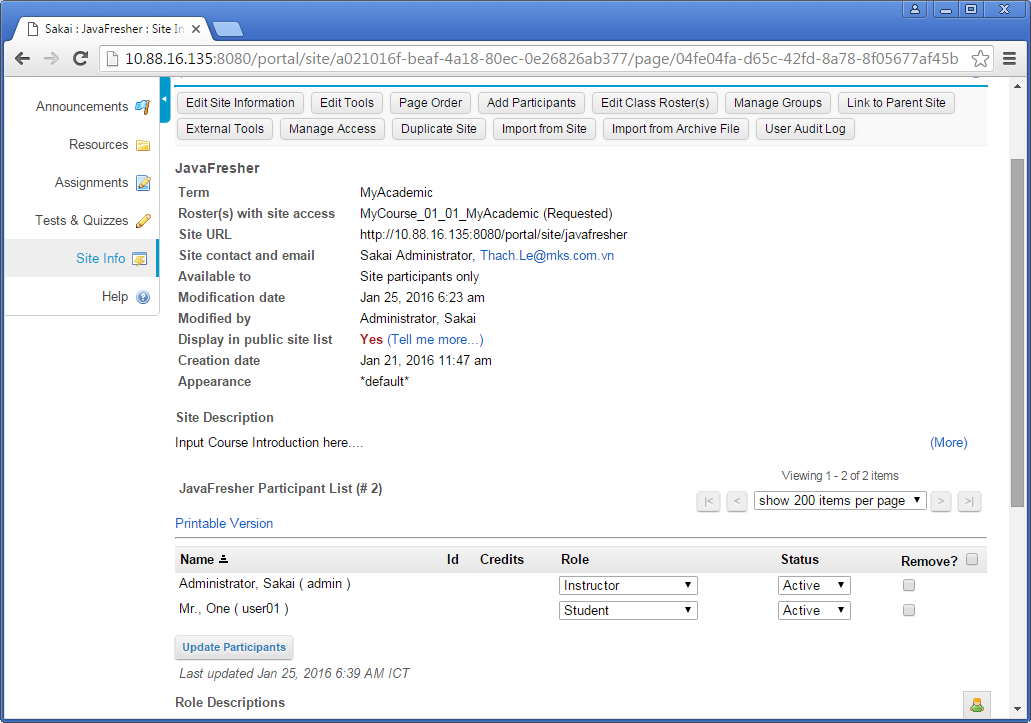 Sakai : JavaFresher : Site In
10.88.16.135:8080/portal/site/a021016f-beaf-4a18-80ec-0e26826ab377/page/04fe04fa-d65c-42fd-8a78-8f05677af45b
Announcements
Resources
Assignments
Tests & Quizzes
Site Info
Help
Edit Site Information Edit Tools Page Order Add Participants Edit Class Roster(s) Manage Groups Link to Parent Site
External Tools Manage Access Duplicate Site Import from Site Import from Archive File User Audit Log
JavaFresher
Term MyAcademic
Roster(s) with site access MyCourse_01_01_MyAcademic (Requested)
Site URL http://10.88.16.135:8080/portal/site/javafresher
Site contact and email Sakai Administrator, Thach.Le@mks.com.vn
Available to Site participants only
Modification date Jan 25, 2016 6:23 am
Modified by Administrator, Sakai
Display in public site list Yes (Tell me more...)
Creation date Jan 21, 2016 11:47 am
Appearance *default*
Site Description
Input Course Introduction here.... (More)
Viewing 1 - 2 of 2 items
JavaFresher Participant List (# 2)
|< < show 200 items per page > >|
Printable Version
Name Id Credits Role Status Remove?
Administrator, Sakai ( admin ) Instructor Active
Mr., One ( user01 ) Student Active
Update Participants
Last updated Jan 25, 2016 6:39 AM ICT
Role Descriptions